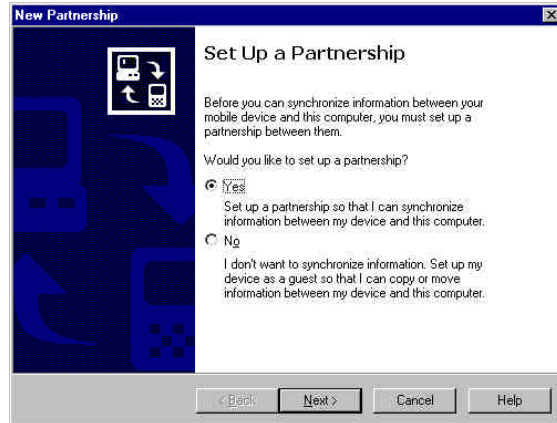 New Partnership
Set Up a Partnership
Before you can synchronize information between your
mobile device and this computer, you must set up a
partnership between them.
Would you like to set up a partnership?
Yes
Set up a partnership so that I can synchronize
information between my device and this computer.
No
I don't want to synchronize information. Set up my
device as a guest so that I can copy or move
information between my device and this computer.
< Back Next > Cancel Help